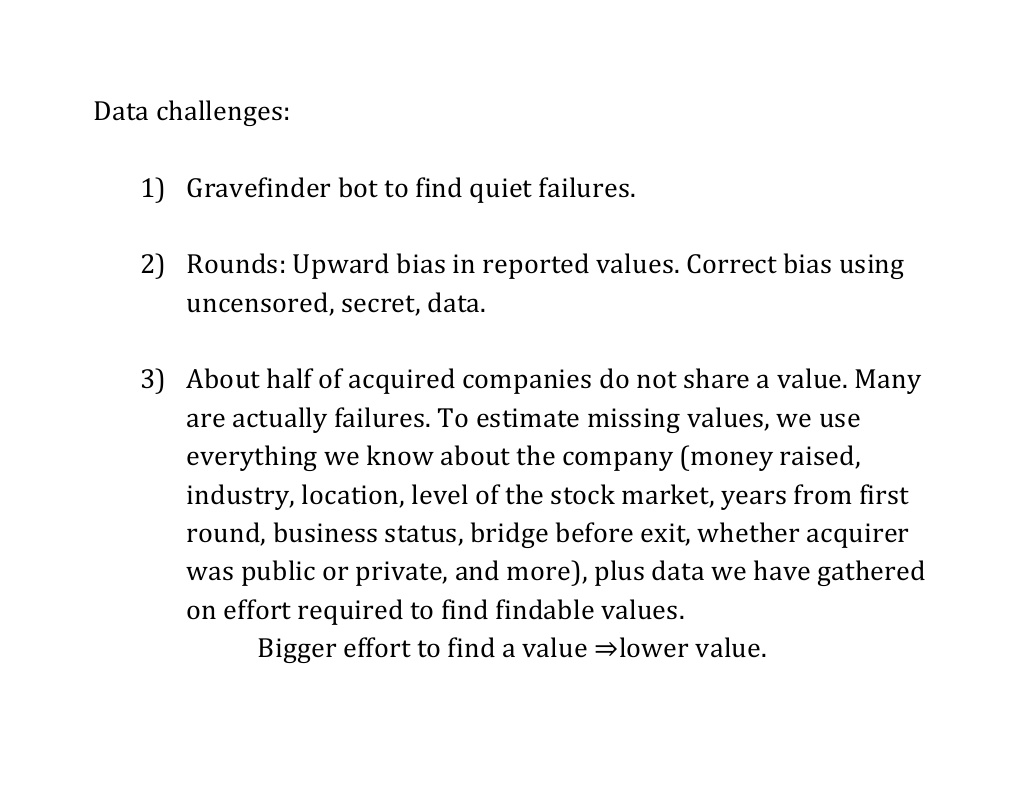 Data challenges:
1) Gravefinder bot to find quiet failures.
2) Rounds: Upward bias in reported values. Correct bias using
uncensored, secret, data.
3) About half of acquired companies do not share a value. Many
are actually failures. To estimate missing values, we use
everything we know about the company (money raised,
industry, location, level of the stock market, years from first
round, business status, bridge before exit, whether acquirer
was public or private, and more), plus data we have gathered
on effort required to find findable values.
Bigger effort to find a value ⇒lower value.